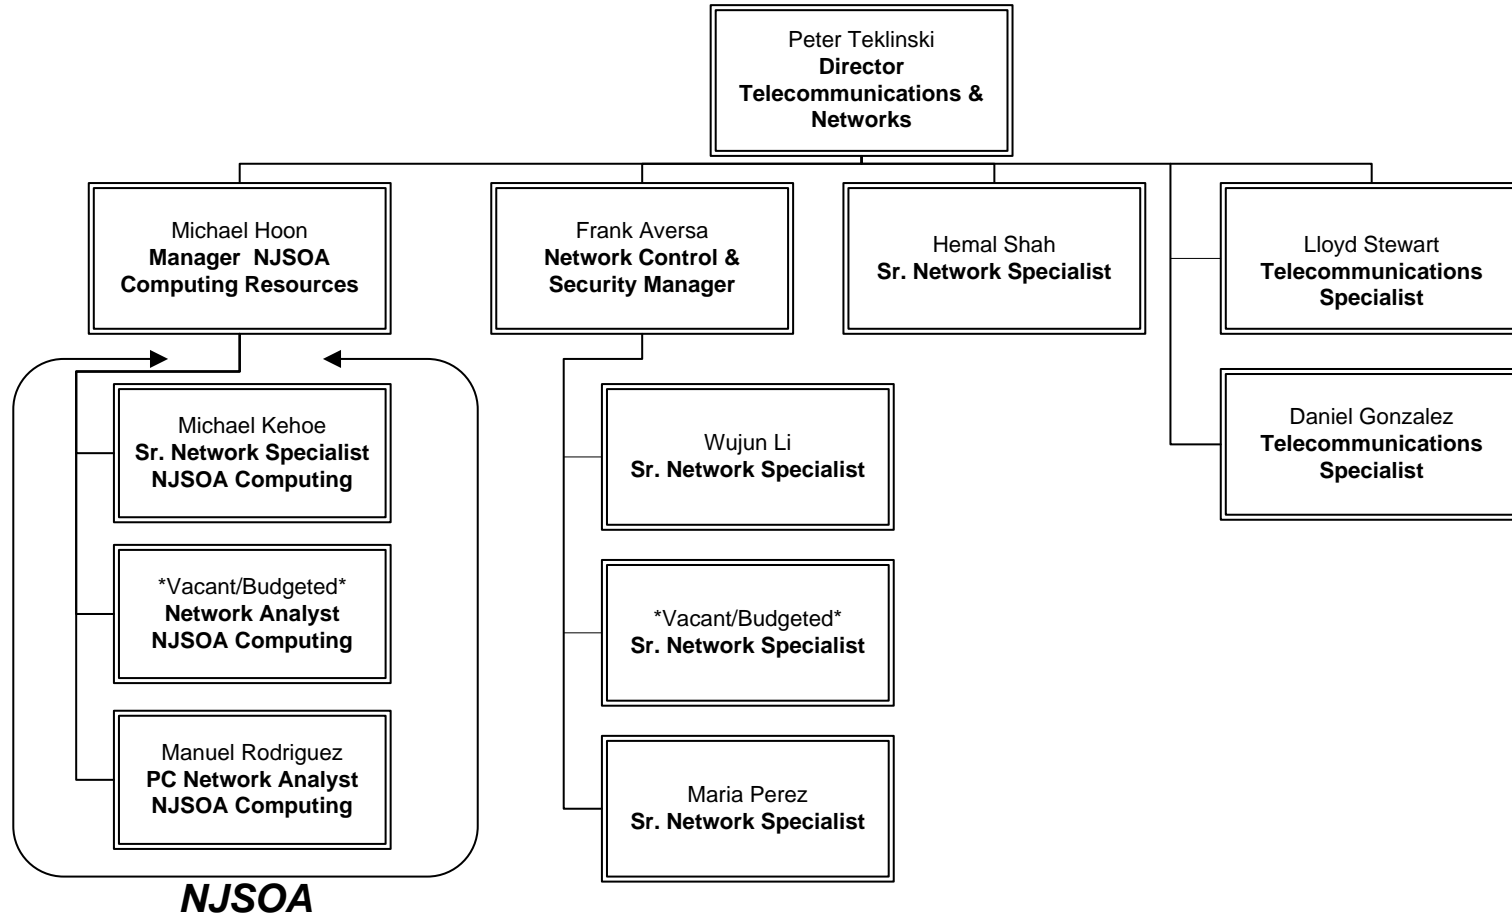 Peter Teklinski
Director
Telecommunications &
Networks
Michael Hoon
Manager NJSOA
Computing Resources
Frank Aversa
Network Control &
Security Manager
Hemal Shah
Sr. Network Specialist
Lloyd Stewart
Telecommunications
Specialist
Michael Kehoe
Sr. Network Specialist
NJSOA Computing
Wujun Li
Sr. Network Specialist
Daniel Gonzalez
Telecommunications
Specialist
*Vacant/Budgeted*
Network Analyst
NJSOA Computing
*Vacant/Budgeted*
Sr. Network Specialist
Manuel Rodriguez
PC Network Analyst
NJSOA Computing
Maria Perez
Sr. Network Specialist
NJSOA